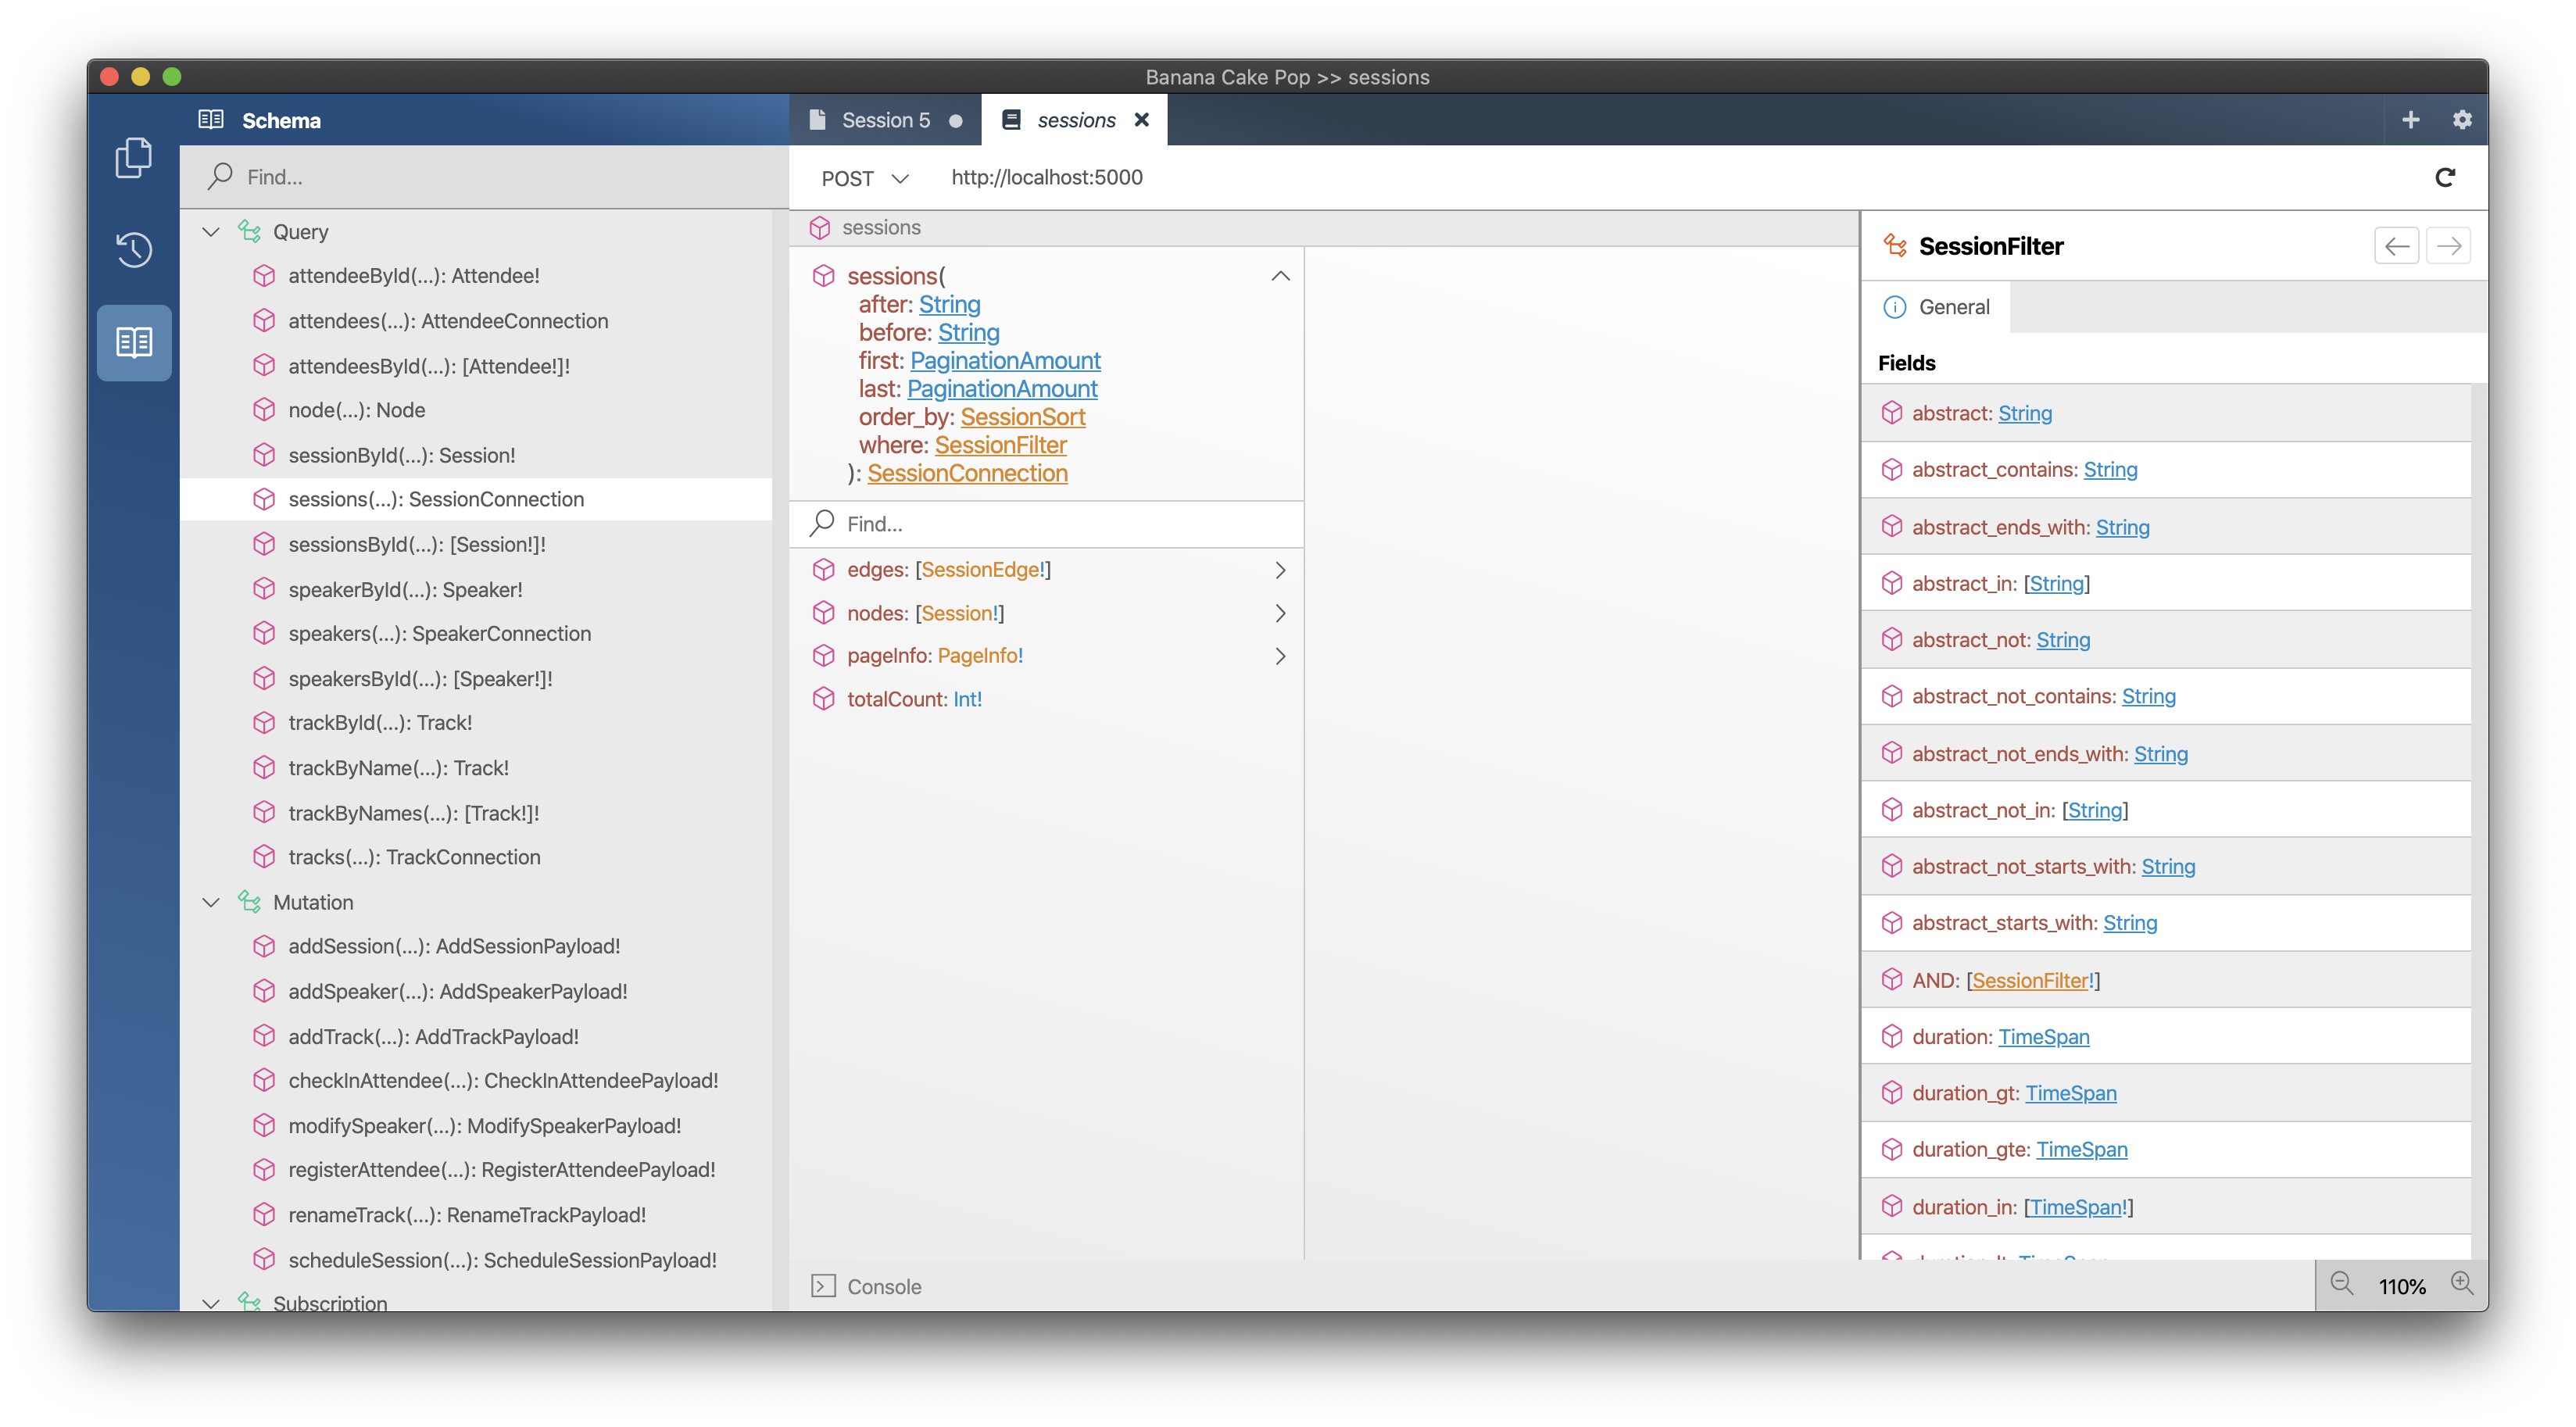 Banana Cake Pop >> sessions
Schema
Find...
Query
attendeeById(...): Attendee!
attendees(...): AttendeeConnection
attendeesById(...): [Attendee!]!
node(...): Node
sessionById(...): Session!
sessions(...): SessionConnection
sessionsById(...): [Session!]!
speakerById(...): Speaker!
speakers(...): SpeakerConnection
speakersById(...): [Speaker!]!
trackById(...): Track!
trackByName(...): Track!
trackByNames(...): [Track!]!
tracks(...): TrackConnection
Mutation
addSession(...): AddSessionPayload!
addSpeaker(...): AddSpeakerPayload!
addTrack(...): AddTrackPayload!
checkInAttendee(...): CheckInAttendeePayload!
modifySpeaker(...): ModifySpeakerPayload!
registerAttendee(...): RegisterAttendeePayload!
renameTrack(...): RenameTrackPayload!
scheduleSession(...): ScheduleSessionPayload!
Subscription
Session 5
sessions
POST
http://localhost:5000
sessions
sessions(
after: String
before: String
first: PaginationAmount
last: PaginationAmount
order_by: SessionSort
where: SessionFilter
): SessionConnection
Find...
edges: [SessionEdge!]
nodes: [Session!]
pageInfo: PageInfo!
totalCount: Int!
SessionFilter
General
Fields
abstract: String
abstract_contains: String
abstract_ends_with: String
abstract_in: [String]
abstract_not: String
abstract_not_contains: String
abstract_not_ends_with: String
abstract_not_in: [String]
abstract_not_starts_with: String
abstract_starts_with: String
AND: [SessionFilter!]
duration: TimeSpan
duration_gt: TimeSpan
duration_gte: TimeSpan
duration_in: [TimeSpan!]
Console
110%